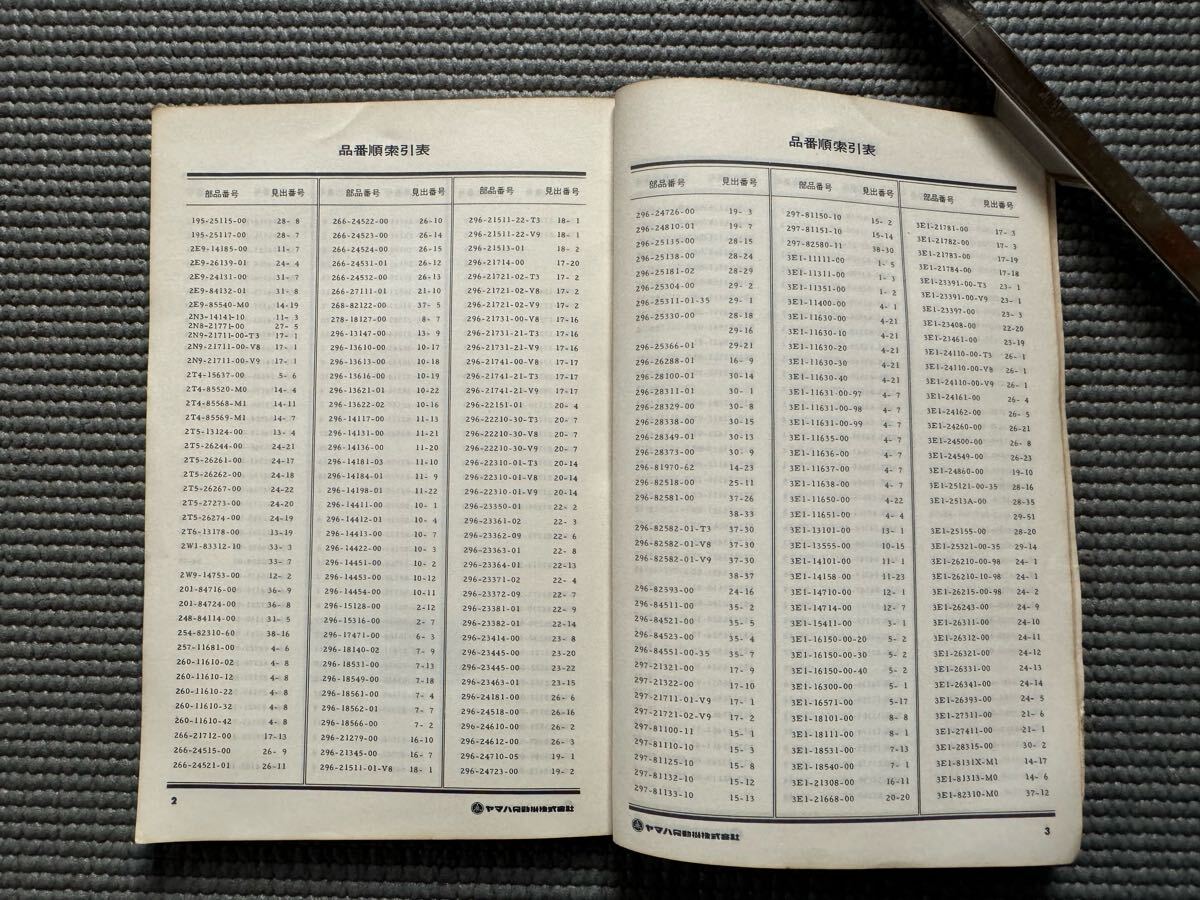 品番順索引表
部品番号 見出番号
195-25115-00 28- 8
195-25117-00 28- 7
2E9-14185-00 11- 7
2E9-26139-01 24- 4
2E9-24131-00 31- 7
2E9-84132-01 31- 8
2E9-85540-M0 14-19
2N3-14141-10 11- 3
2N8-21771-00 27- 5
2N9-21711-00-T3 17- 1
2N9-21711-00-V8 17- 1
2N9-21711-00-V9 17- 1
2T4-15637-00 5- 6
2T4-85520-M0 14- 4
2T4-85568-M1 14-11
2T4-85569-M1 14- 7
2T5-13124-00 13- 4
2T5-26244-00 24-21
2T5-26261-00 24-17
2T5-26262-00 24-18
2T5-26267-00 24-22
2T5-27273-00 24-20
2T5-26274-00 24-19
2T6-13178-00 13-19
2W1-83312-10 33- 3
33- 7
2W9-14753-00 12- 2
201-84716-00 36- 9
201-84724-00 36- 8
248-84114-00 31- 5
254-82310-60 38-16
257-11681-00 4- 6
260-11610-02 4- 8
260-11610-12 4- 8
260-11610-22 4- 8
260-11610-32 4- 8
260-11610-42 4- 8
266-21712-00 17-13
266-24515-00 26- 9
266-24521-01 26-11
部品番号 見出番号
266-24522-00 26-10
266-24523-00 26-14
266-24524-00 26-15
266-24531-01 26-12
266-24532-00 26-13
266-27111-01 21-10
268-82122-00 37- 5
278-18127-00 8- 7
296-13147-00 13- 9
296-13610-00 10-17
296-13613-00 10-18
296-13616-00 10-19
296-13621-01 10-22
296-13622-02 10-16
296-14117-00 11-13
296-14131-00 11-21
296-14136-00 11-20
296-14181-03 11-10
296-14184-01 11- 9
296-14198-01 11-22
296-14411-00 10- 1
296-14412-01 10- 4
296-14413-00 10- 7
296-14422-00 10- 3
296-14451-00 10- 2
296-14453-00 10-12
296-14454-00 10-11
296-15128-00 2-12
296-15316-00 2- 7
296-17471-00 6- 3
296-18140-02 7- 9
296-18531-00 7-13
296-18549-00 7-18
296-18561-00 7- 4
296-18562-01 7- 7
296-18566-00 7- 2
296-21279-00 16-10
296-21345-00 16- 7
296-21511-01-V8 18- 1
部品番号 見出番号
296-21511-22-T3 18- 1
296-21511-22-V9 18- 1
296-21513-01 18- 2
296-21714-00 17-20
296-21721-02-T3 17- 2
296-21721-02-V8 17- 2
296-21721-02-V9 17- 2
296-21731-00-V8 17-16
296-21731-21-T3 17-16
296-21731-21-V9 17-16
296-21741-00-V8 17-17
296-21741-21-T3 17-17
296-21741-21-V9 17-17
296-22151-01 20- 4
296-22210-30-T3 20- 7
296-22210-30-V8 20- 7
296-22210-30-V9 20- 7
296-22310-01-T3 20-14
296-22310-01-V8 20-14
296-22310-01-V9 20-14
296-23350-01 22- 2
296-23361-02 22- 3
296-23362-09 22- 6
296-23363-01 22- 8
296-23364-01 22-13
296-23371-02 22- 4
296-23372-09 22- 7
296-23381-01 22- 9
296-23382-01 22-14
296-23414-00 23- 8
296-23445-00 23-20
296-23445-00 23-22
296-23463-01 23-15
296-24181-00 26- 6
296-24518-00 26-16
296-24610-00 26- 2
296-24612-00 26- 3
296-24710-05 19- 1
296-24723-00 19- 2
2
ヤマハ発動機株式会社
品番順索引表
部品番号 見出番号
296-24726-00 19- 3
296-24810-01 19- 7
296-25135-00 28-15
296-25138-00 28-24
296-25181-02 28-29
296-25304-00 29- 2
296-25311-01-35 29- 1
296-25330-00 28-18
29-16
296-25366-01 29-21
296-26288-01 16- 9
296-28100-01 30-14
296-28311-01 30- 1
296-28329-00 30- 8
296-28338-00 30-15
296-28349-01 30-13
296-28373-00 30- 9
296-81970-62 14-23
296-82518-00 25-11
296-82581-00 37-26
38-33
296-82582-01-T3 37-30
296-82582-01-V8 37-30
296-82582-01-V9 37-30
38-37
296-82593-00 24-16
296-84511-00 35- 2
296-84521-00 35- 5
296-84523-00 35- 4
296-84551-00-35 35- 7
297-21321-00 17- 9
297-21322-00 17-10
297-21711-01-V9 17- 1
297-21721-02-V9 17- 2
297-81100-11 15- 1
297-81110-10 15- 3
297-81125-10 15- 8
297-81132-10 15-12
297-81133-10 15-13
部品番号 見出番号
297-81150-10 15- 2
297-81151-10 15-14
297-82580-11 38-30
3E1-11111-00 1- 5
3E1-11311-00 1- 3
3E1-11351-00 1- 2
3E1-11400-00 4- 1
3E1-11630-00 4-21
3E1-11630-10 4-21
3E1-11630-20 4-21
3E1-11630-30 4-21
3E1-11630-40 4-21
3E1-11631-00-97 4- 7
3E1-11631-00-98 4- 7
3E1-11631-00-99 4- 7
3E1-11635-00 4- 7
3E1-11636-00 4- 7
3E1-11637-00 4- 7
3E1-11638-00 4- 7
3E1-11650-00 4-22
3E1-11651-00 4- 4
3E1-13101-00 13- 1
3E1-13555-00 10-15
3E1-14101-00 11- 1
3E1-14158-00 11-23
3E1-14710-00 12- 1
3E1-14714-00 12- 7
3E1-15411-00 3- 1
3E1-16150-00-20 5- 2
3E1-16150-00-30 5- 2
3E1-16150-00-40 5- 2
3E1-16300-00 5- 1
3E1-16571-00 5-17
3E1-18101-00 8- 8
3E1-18111-00 8- 1
3E1-18531-00 7-13
3E1-18540-00 7- 1
3E1-21308-00 16-11
3E1-21668-00 20-20
部品番号 見出番号
3E1-21781-00 17- 3
3E1-21782-00 17- 3
3E1-21783-00 17-19
3E1-21784-00 17-18
3E1-23391-00-T3 23- 1
3E1-23391-00-V9 23- 1
3E1-23397-00 23- 3
3E1-23408-00 22-20
3E1-23461-00 23-19
3E1-24110-00-T3 26- 1
3E1-24110-00-V8 26- 1
3E1-24110-00-V9 26- 1
3E1-24161-00 26- 4
3E1-24162-00 26- 5
3E1-24260-00 26-21
3E1-24500-00 26- 8
3E1-24549-00 26-23
3E1-24860-00 19-10
3E1-25121-00-35 28-16
3E1-2513A-00 28-35
29-51
3E1-25155-00 28-20
3E1-25321-00-35 29-14
3E1-26210-00-98 24- 1
3E1-26210-10-98 24- 1
3E1-26215-00-98 24- 2
3E1-26243-00 24- 9
3E1-26311-00 24-10
3E1-26312-00 24-11
3E1-26321-00 24-12
3E1-26331-00 24-13
3E1-26341-00 24-14
3E1-26393-00 24- 5
3E1-27311-00 21- 6
3E1-27411-00 21- 1
3E1-28315-00 30- 2
3E1-8131X-M1 14-17
3E1-81313-M0 14- 6
3E1-82310-M0 37-12
ヤマハ発動機株式会社
3